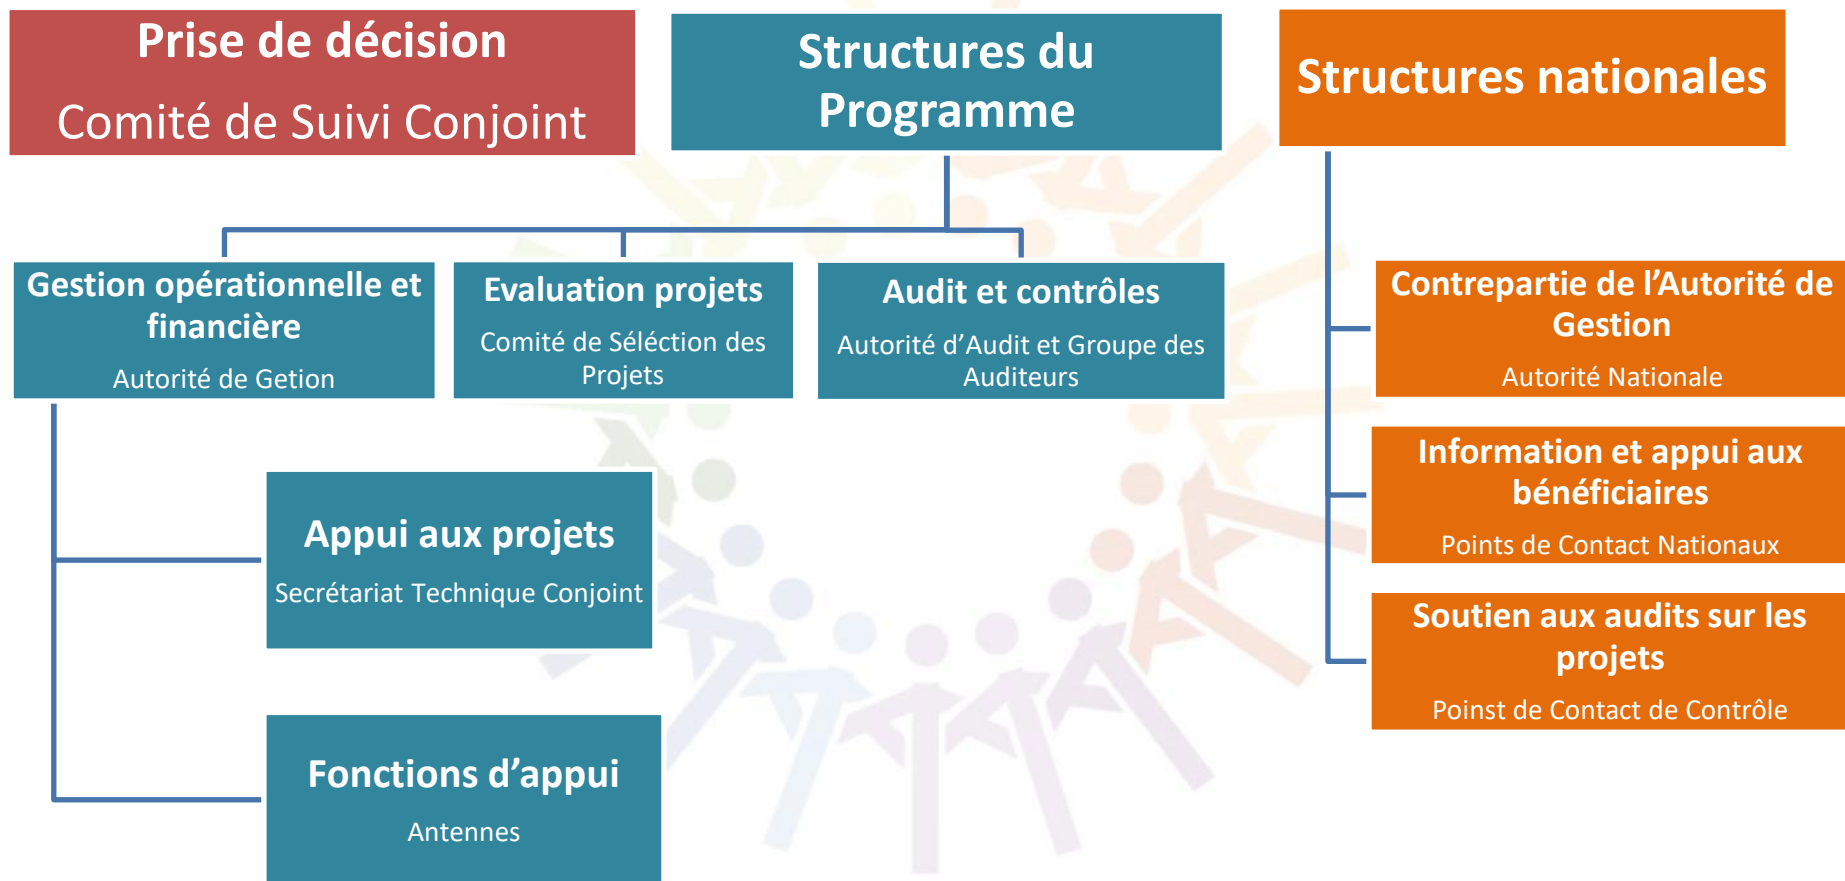 Prise de décision
Comité de Suivi Conjoint
Structures du
Programme
Structures nationales
Gestion opérationnelle et
financière
Autorité de Getion
Evaluation projets
Comité de Séléction des
Projets
Audit et contrôles
Autorité d’Audit et Groupe des
Auditeurs
Contrepartie de l’Autorité de
Gestion
Autorité Nationale
Information et appui aux
bénéficiaires
Points de Contact Nationaux
Soutien aux audits sur les
projets
Poinst de Contact de Contrôle
Appui aux projets
Secrétariat Technique Conjoint
Fonctions d’appui
Antennes